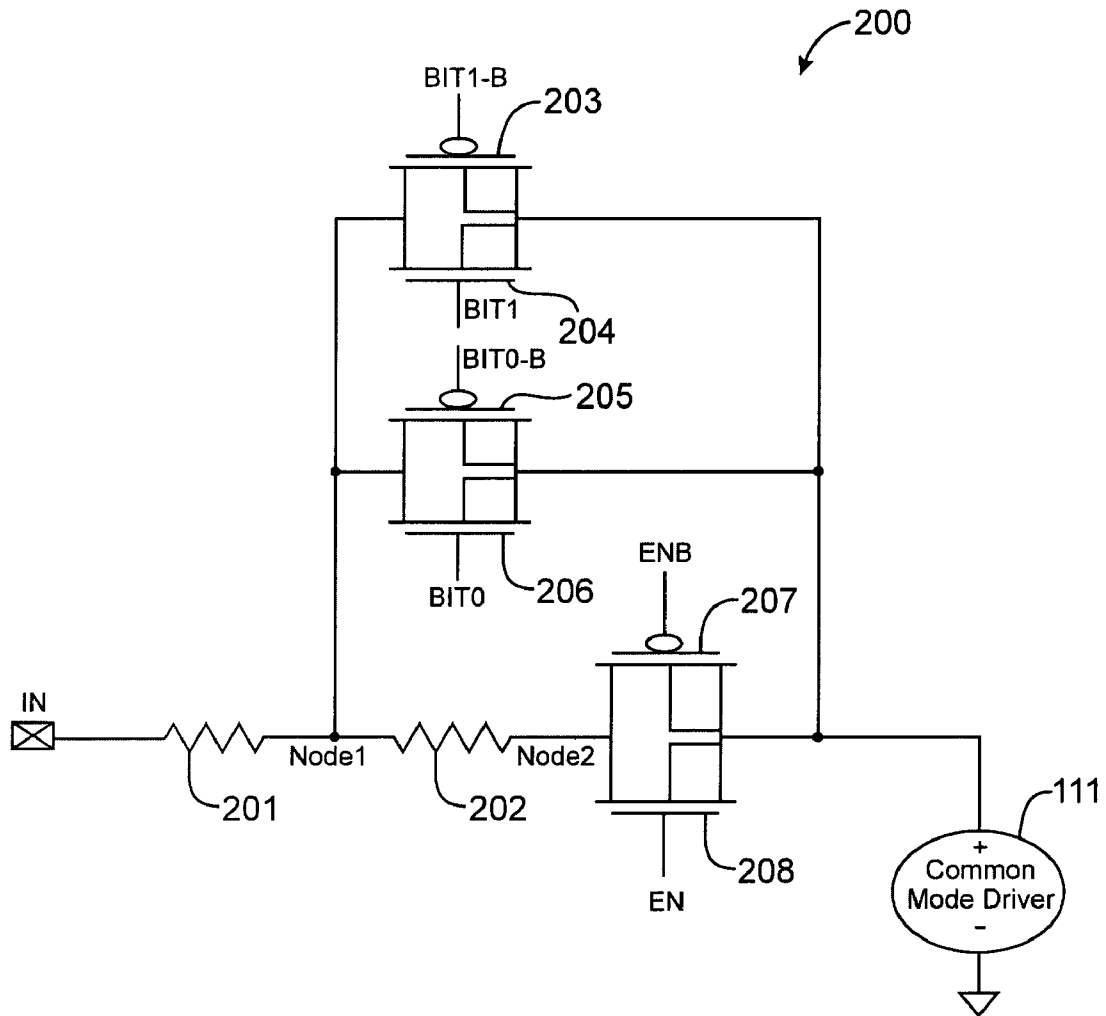 200
BIT1-B
203
BIT1
204
BIT0-B
205
BIT0
206
ENB
207
IN
Node1
Node2
201
202
208
EN
111
+
Common
Mode Driver
-